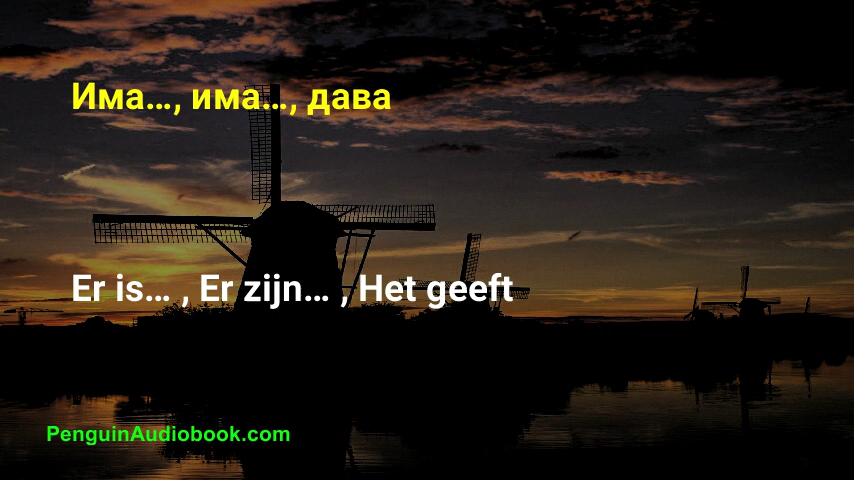 Има..., има..., дава
Er is... , Er zijn... , Het geeft
PenguinAudiobook.com